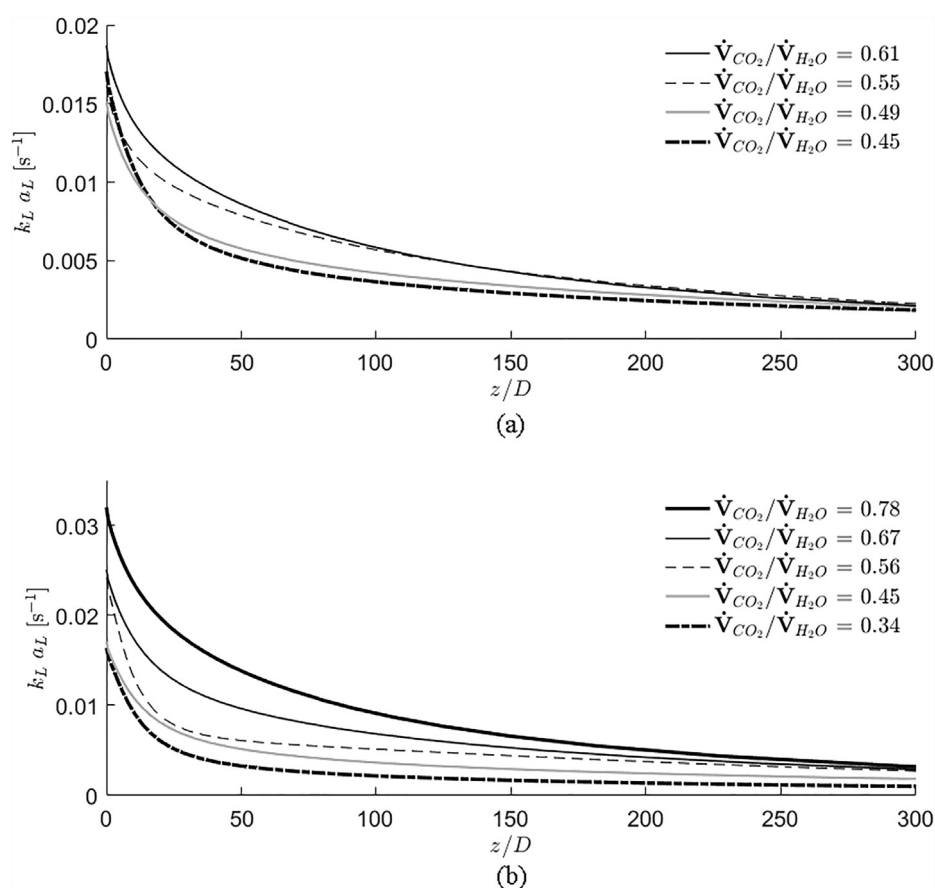 0.02
V̇_CO₂/V̇_H₂O = 0.61
V̇_CO₂/V̇_H₂O = 0.55
0.015
V̇_CO₂/V̇_H₂O = 0.49
V̇_CO₂/V̇_H₂O = 0.45
k_L a_L [s⁻¹]
0.01
0.005
0
0 50 100 150 200 250 300
z/D
(a)
V̇_CO₂/V̇_H₂O = 0.78
0.03
V̇_CO₂/V̇_H₂O = 0.67
V̇_CO₂/V̇_H₂O = 0.56
V̇_CO₂/V̇_H₂O = 0.45
V̇_CO₂/V̇_H₂O = 0.34
k_L a_L [s⁻¹]
0.02
0.01
0
0 50 100 150 200 250 300
z/D
(b)